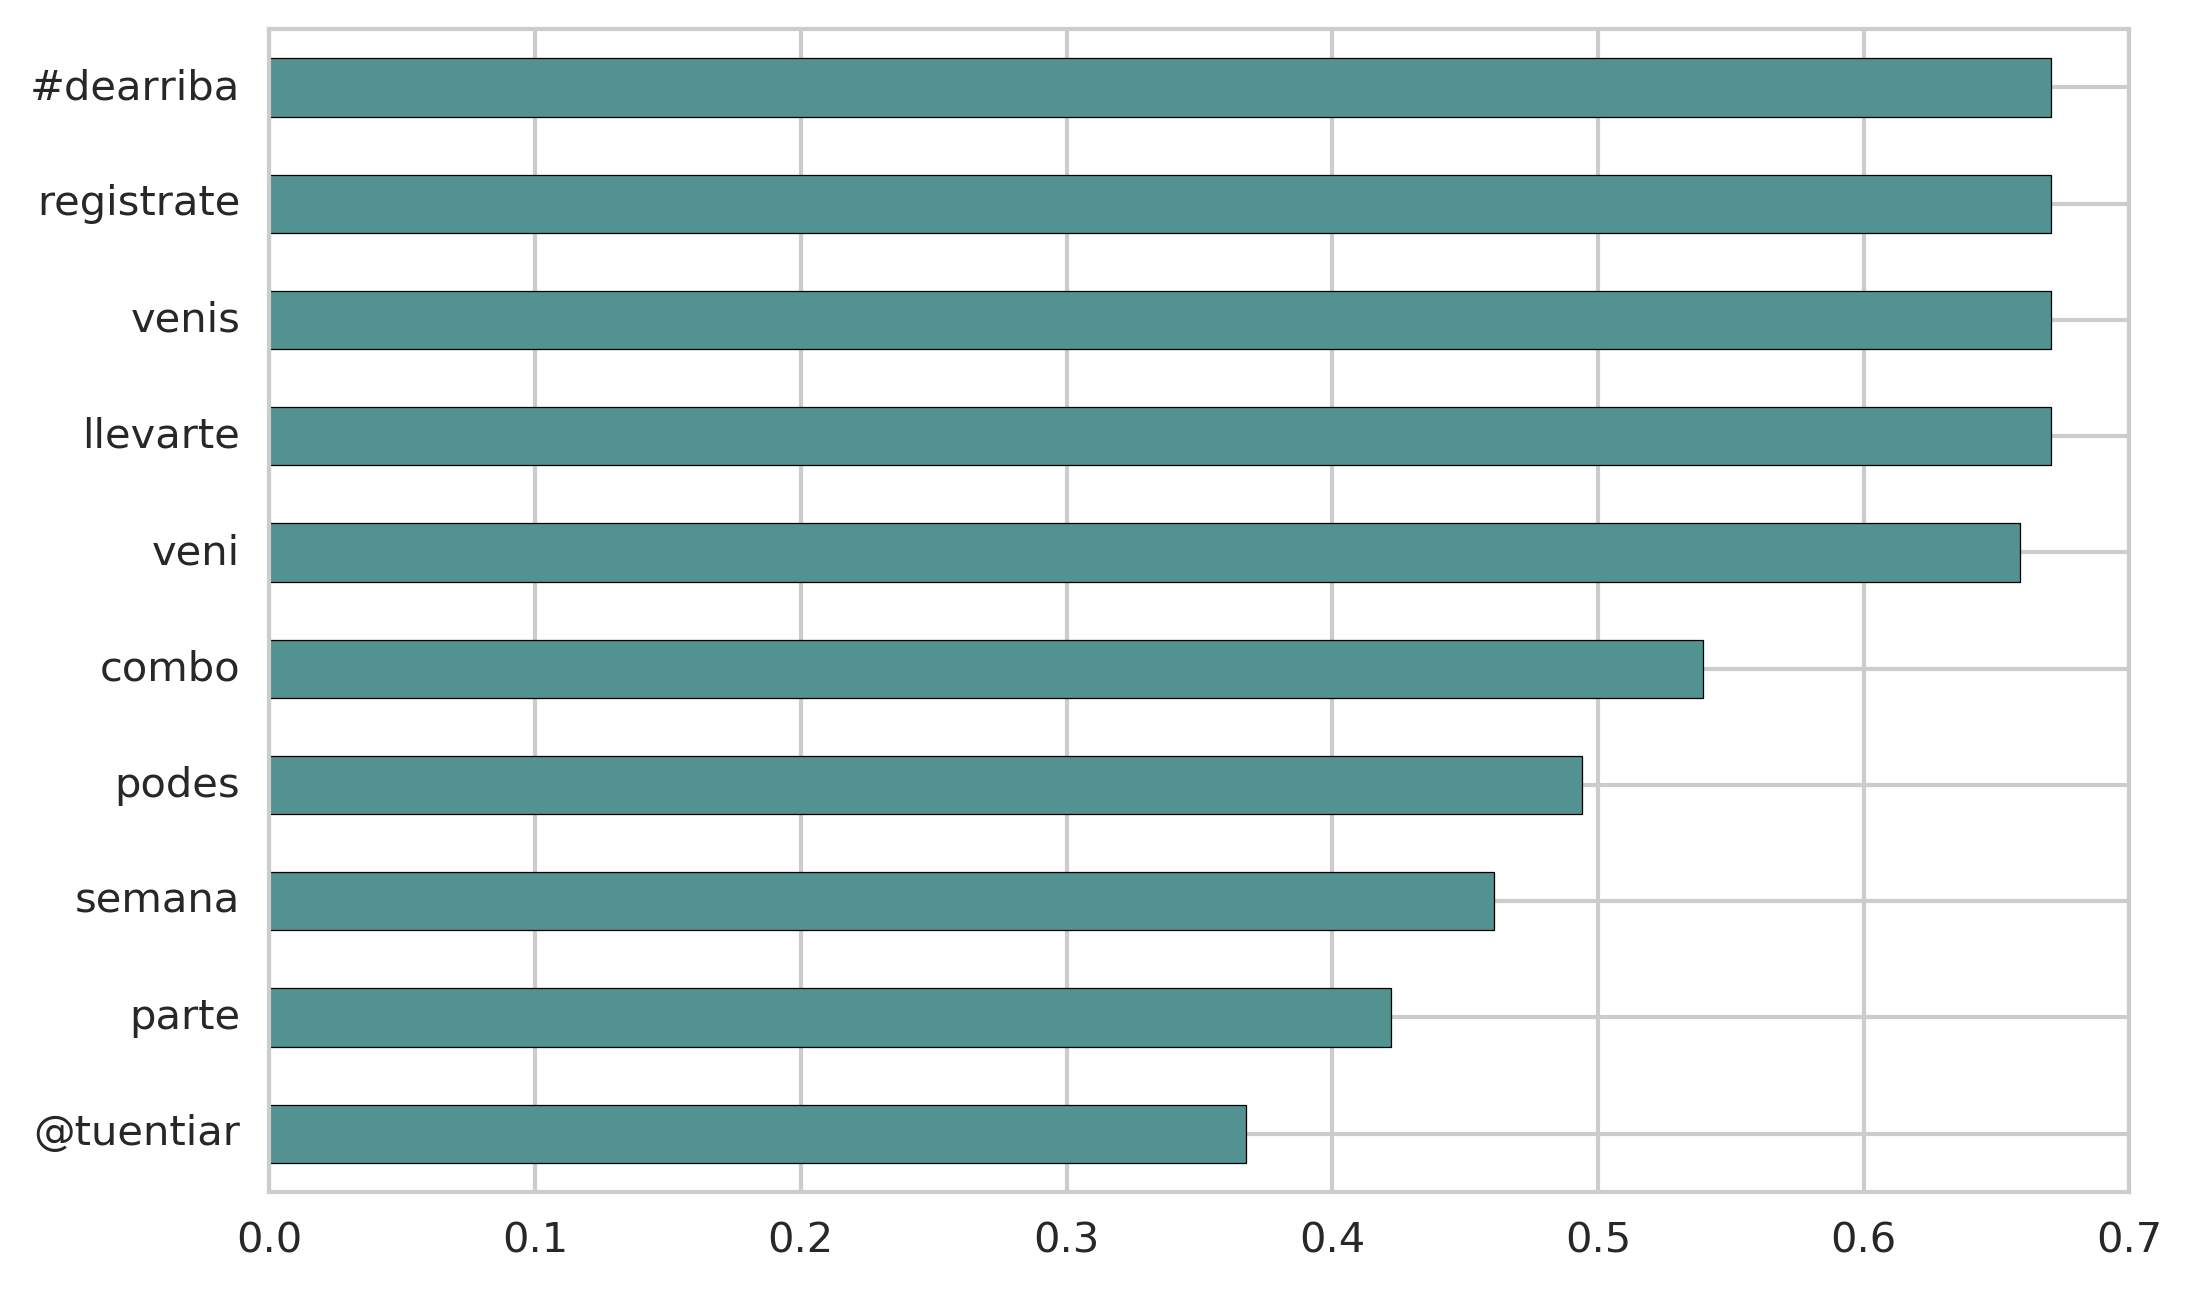 #dearriba
registrate
venis
llevarte
veni
combo
podes
semana
parte
@tuentiar
0.0 0.1 0.2 0.3 0.4 0.5 0.6 0.7